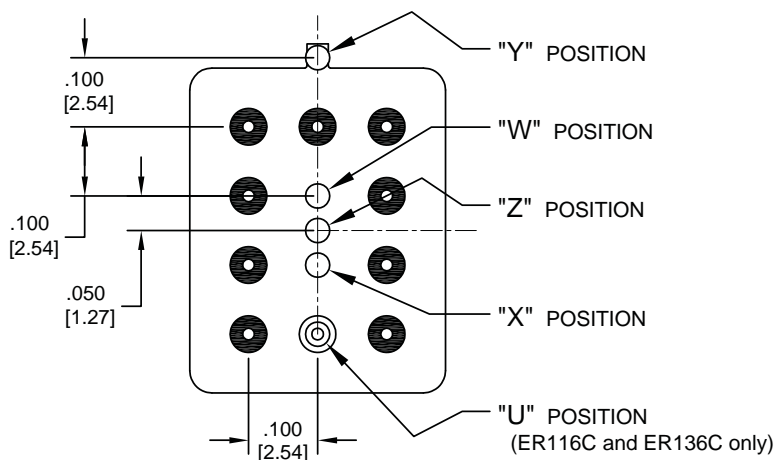 "Y" POSITION
.100
[2.54]
"W" POSITION
"Z" POSITION
.100
[2.54]
.050
[1.27]
"X" POSITION
"U" POSITION
(ER116C and ER136C only)
.100
[2.54]